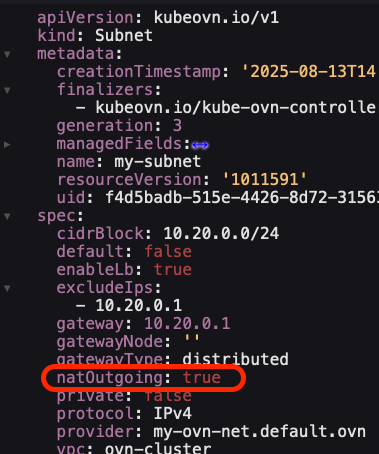 apiVersion: kubeovn.io/v1
kind: Subnet
metadata:
creationTimestamp: '2025-08-13T14
finalizers:
- kubeovn.io/kube-ovn-controlle
generation: 3
managedFields:
name: my-subnet
resourceVersion: '1011591'
uid: f4d5badb-515e-4426-8d72-31563
spec:
cidrBlock: 10.20.0.0/24
default: false
enableLb: true
excludeIps:
- 10.20.0.1
gateway: 10.20.0.1
gatewayNode: ''
gatewayType: distributed
natOutgoing: true
private: false
protocol: IPv4
provider: my-ovn-net.default.ovn
vpc: ovn-cluster